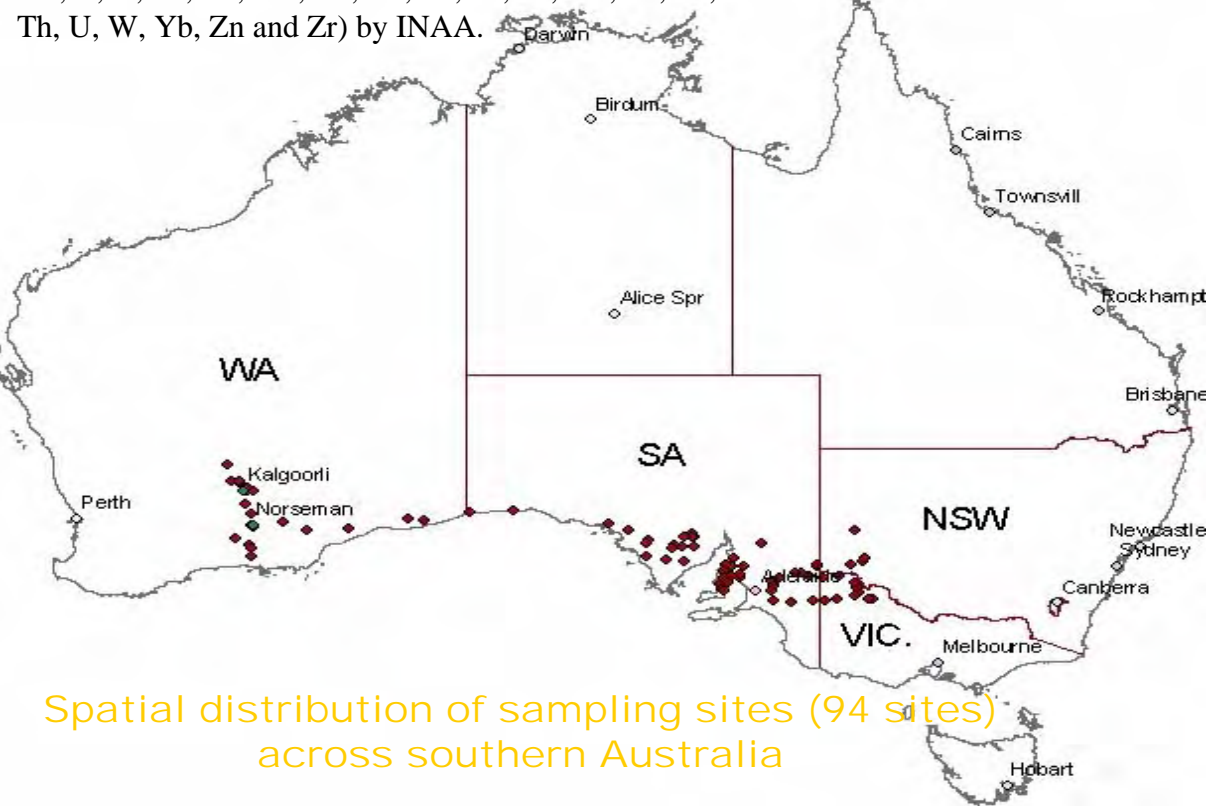 Th, U, W, Yb, Zn and Zr) by INAA.
Darwin
Birdum
Cairns
Townsvill
Alice Spr
Rockhampt
WA
Brisbane
SA
Kalgoorli
Perth
Norseman
NSW
Newcastle
Sydney
Adelaide
Canberra
VIC.
Melbourne
Spatial distribution of sampling sites (94 sites)
across southern Australia
Hobart